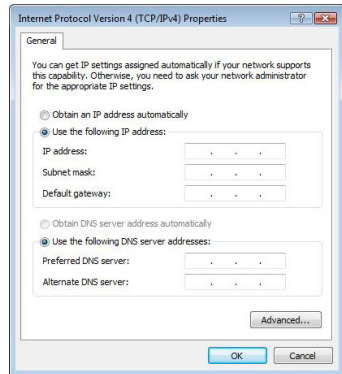 Internet Protocol Version 4 (TCP/IPv4) Properties
General
You can get IP settings assigned automatically if your network supports
this capability. Otherwise, you need to ask your network administrator
for the appropriate IP settings.
Obtain an IP address automatically
Use the following IP address:
IP address:
Subnet mask:
Default gateway:
Obtain DNS server address automatically
Use the following DNS server addresses:
Preferred DNS server:
Alternate DNS server:
Advanced...
OK Cancel